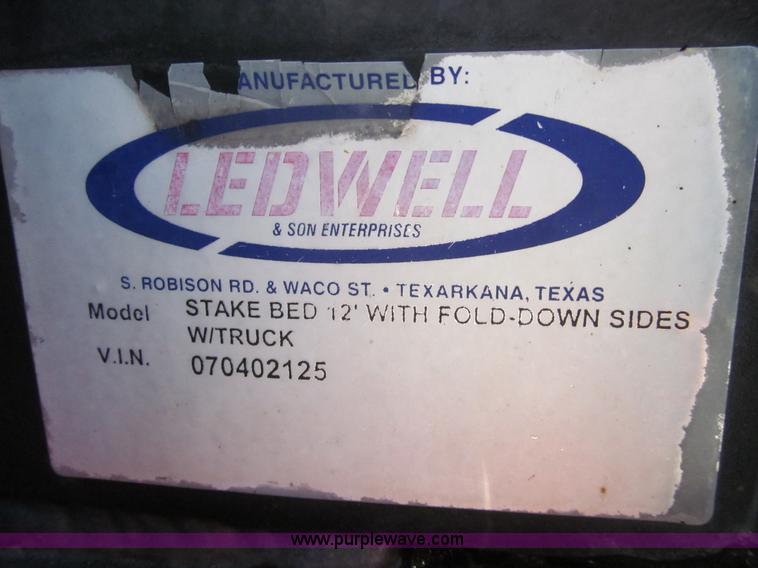 ANUFACTURED BY:
LEDWELL
& SON ENTERPRISES
S. ROBISON RD. & WACO ST. • TEXARKANA, TEXAS
Model STAKE BED 12' WITH FOLD-DOWN SIDES
W/TRUCK
V.I.N. 070402125
www.purplewave.com